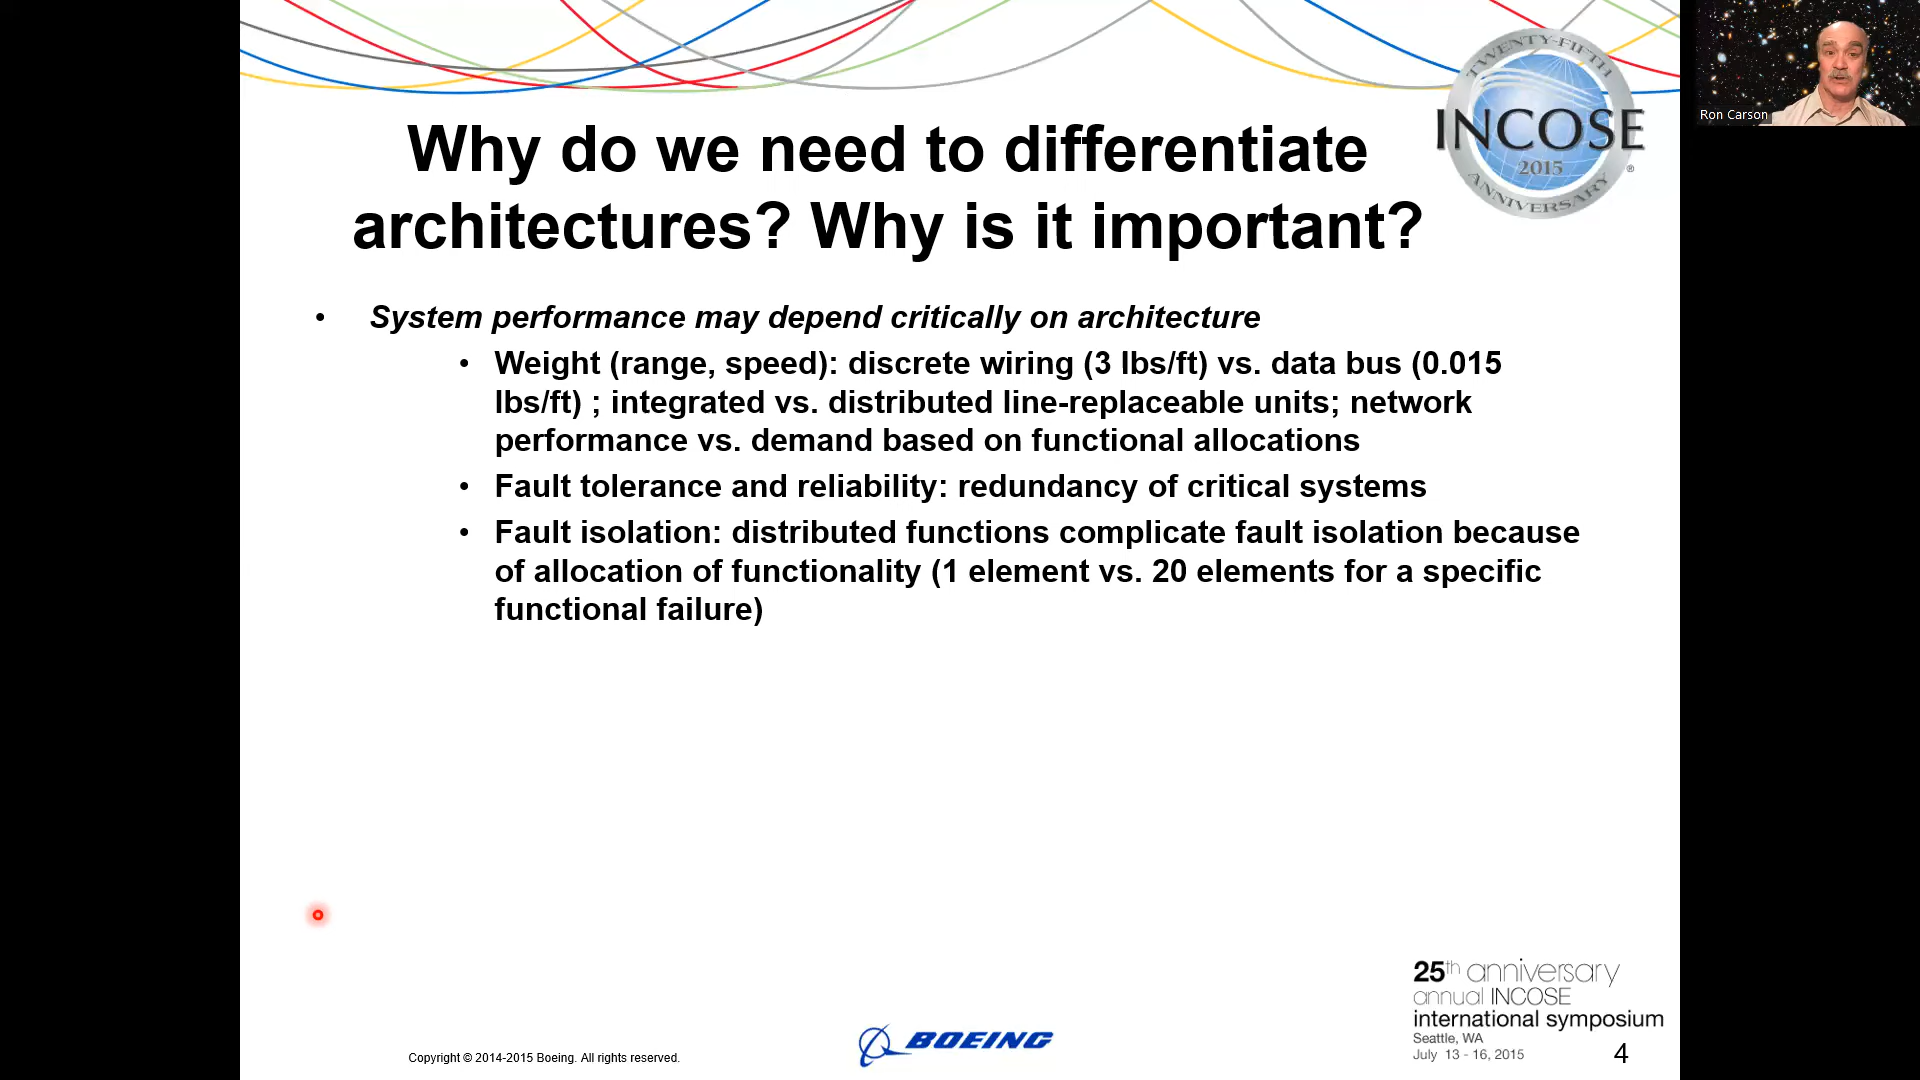 TWENTY-FIFTH
INCOSE
2015
®
ANNIVERSARY
Ron Carson
Why do we need to differentiate
architectures? Why is it important?
• System performance may depend critically on architecture
• Weight (range, speed): discrete wiring (3 lbs/ft) vs. data bus (0.015
lbs/ft) ; integrated vs. distributed line-replaceable units; network
performance vs. demand based on functional allocations
• Fault tolerance and reliability: redundancy of critical systems
• Fault isolation: distributed functions complicate fault isolation because
of allocation of functionality (1 element vs. 20 elements for a specific
functional failure)
Copyright © 2014-2015 Boeing. All rights reserved.
BOEING
25th anniversary
annual INCOSE
international symposium
Seattle, WA
July 13 - 16, 2015
4